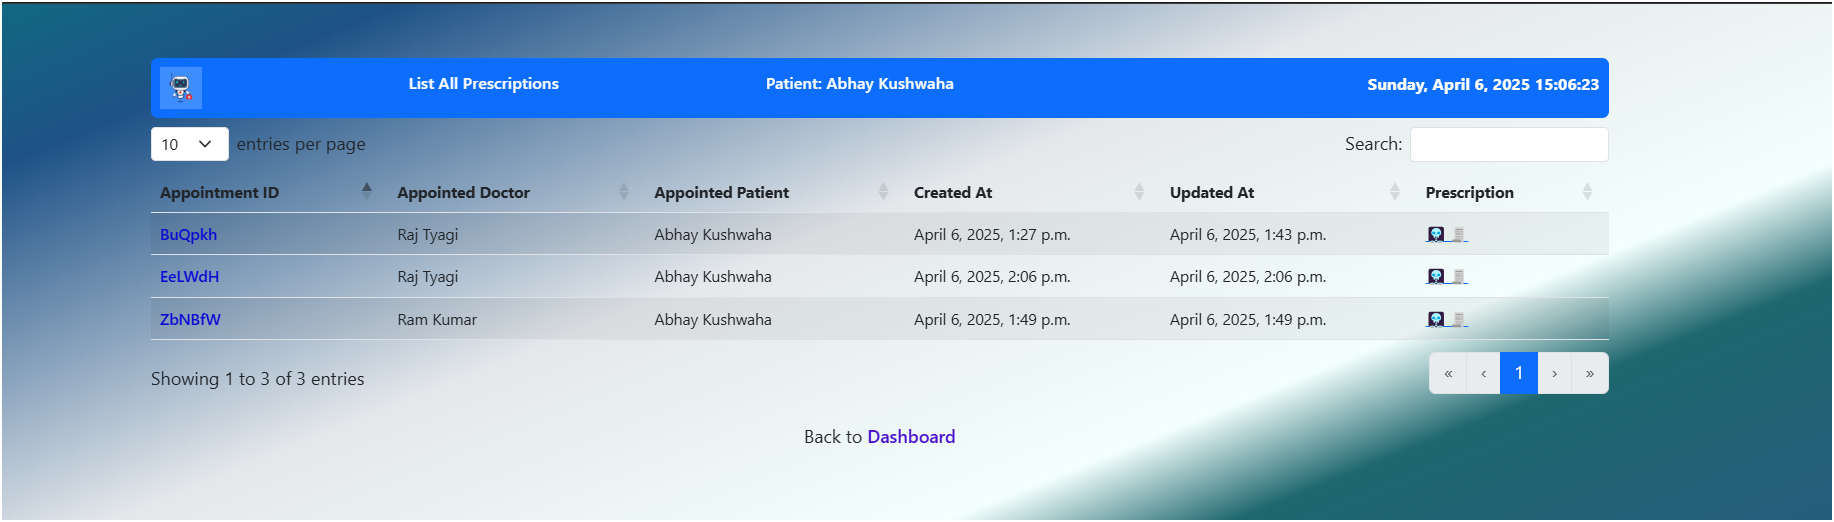 List All Prescriptions Patient: Abhay Kushwaha Sunday, April 6, 2025 15:06:23
10 entries per page Search:
Appointment ID Appointed Doctor Appointed Patient Created At Updated At Prescription
BuQpkh Raj Tyagi Abhay Kushwaha April 6, 2025, 1:27 p.m. April 6, 2025, 1:43 p.m.
EeLWdH Raj Tyagi Abhay Kushwaha April 6, 2025, 2:06 p.m. April 6, 2025, 2:06 p.m.
ZbNBfW Ram Kumar Abhay Kushwaha April 6, 2025, 1:49 p.m. April 6, 2025, 1:49 p.m.
Showing 1 to 3 of 3 entries « ‹ 1 › »
Back to Dashboard